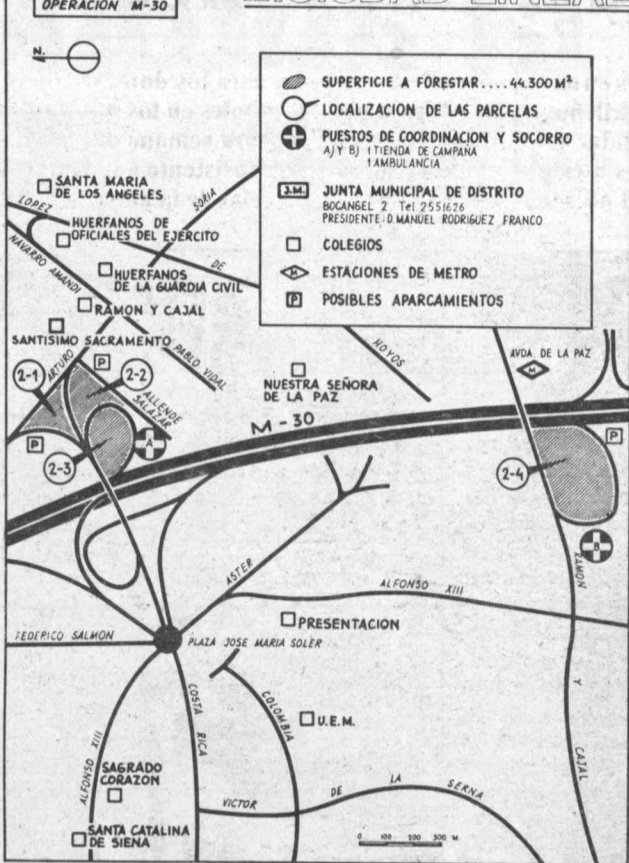 OPERACION M-30
CIUDAD LINEAL
N.
SUPERFICIE A FORESTAR....44.300 M²
LOCALIZACION DE LAS PARCELAS
PUESTOS DE COORDINACION Y SOCORRO
A) Y B) 1 TIENDA DE CAMPAÑA
1 AMBULANCIA
J.M. JUNTA MUNICIPAL DE DISTRITO
BOCANGEL 2 Tel. 2551626
PRESIDENTE: D. MANUEL RODRIGUEZ FRANCO
COLEGIOS
M ESTACIONES DE METRO
P POSIBLES APARCAMIENTOS
SANTA MARIA
DE LOS ANGELES
SORIA
LOPEZ
DE
HOYOS
HUERFANOS DE
OFICIALES DEL EJERCITO
NAVARRO AMANDI
HUERFANOS
DE LA GUARDIA CIVIL
RAMON Y CAJAL
SANTISIMO SACRAMENTO
PABLO VIDAL
ARTURO
P
2-1
2-2
ALLENDE
SALAZAR
NUESTRA SEÑORA
DE LA PAZ
AVDA. DE LA PAZ
M
M-30
P
A
2-3
P
2-4
B
RAMON
Y
CAJAL
ASTER
ALFONSO XIII
PRESENTACION
FEDERICO SALMON
PLAZA JOSE MARIA SOLER
COSTA
RICA
COLOMBIA
U.E.M.
ALFONSO XIII
SAGRADO
CORAZON
VICTOR
DE
LA
SERNA
SANTA CATALINA
DE SIENA
0 100 200 300 M.